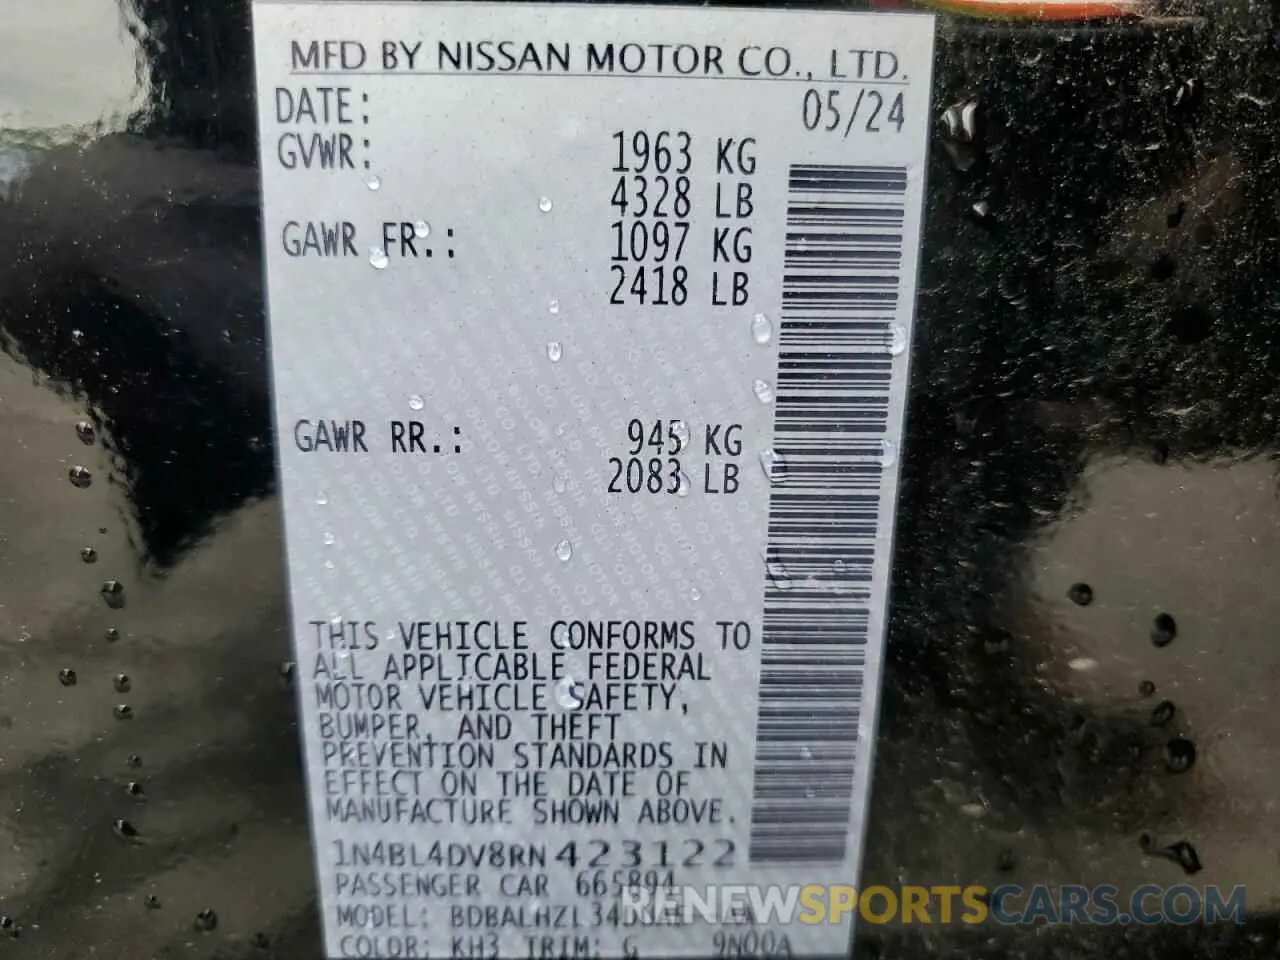 MFD BY NISSAN MOTOR CO., LTD.
DATE: 05/24
GVWR: 1963 KG
4328 LB
GAWR FR.: 1097 KG
2418 LB
GAWR RR.: 945 KG
2083 LB
THIS VEHICLE CONFORMS TO
ALL APPLICABLE FEDERAL
MOTOR VEHICLE SAFETY,
BUMPER, AND THEFT
PREVENTION STANDARDS IN
EFFECT ON THE DATE OF
MANUFACTURE SHOWN ABOVE.
1N4BL4DV8RN423122
PASSENGER CAR 665894
MODEL:
COLOR: KH3 TRIM: G 9N00A
RENEWSPORTSCARS.COM